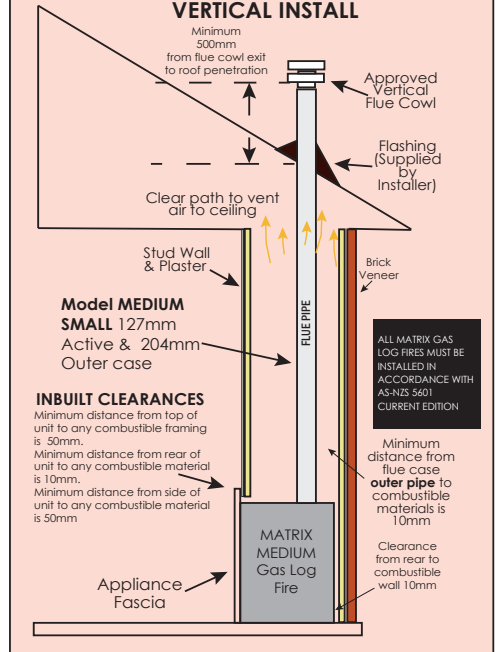 VERTICAL INSTALL
Minimum
500mm
from flue cowl exit
to roof penetration
Approved
Vertical
Flue Cowl
Flashing
(Supplied
by
Installer)
Clear path to vent
air to ceiling
Stud Wall
& Plaster
Brick
Veneer
Model MEDIUM
SMALL 127mm
Active & 204mm
Outer case
FLUE PIPE
ALL MATRIX GAS
LOG FIRES MUST BE
INSTALLED IN
ACCORDANCE WITH
AS-NZS 5601
CURRENT EDITION
INBUILT CLEARANCES
Minimum distance from top of
unit to any combustible framing
is 50mm.
Minimum distance from rear of
unit to any combustible material
is 10mm.
Minimum distance from side of
unit to any combustible material
is 50mm
Minimum
distance from
flue case
outer pipe to
combustible
materials is
10mm
MATRIX
MEDIUM
Gas Log
Fire
Clearance
from rear to
combustible
wall 10mm
Appliance
Fascia